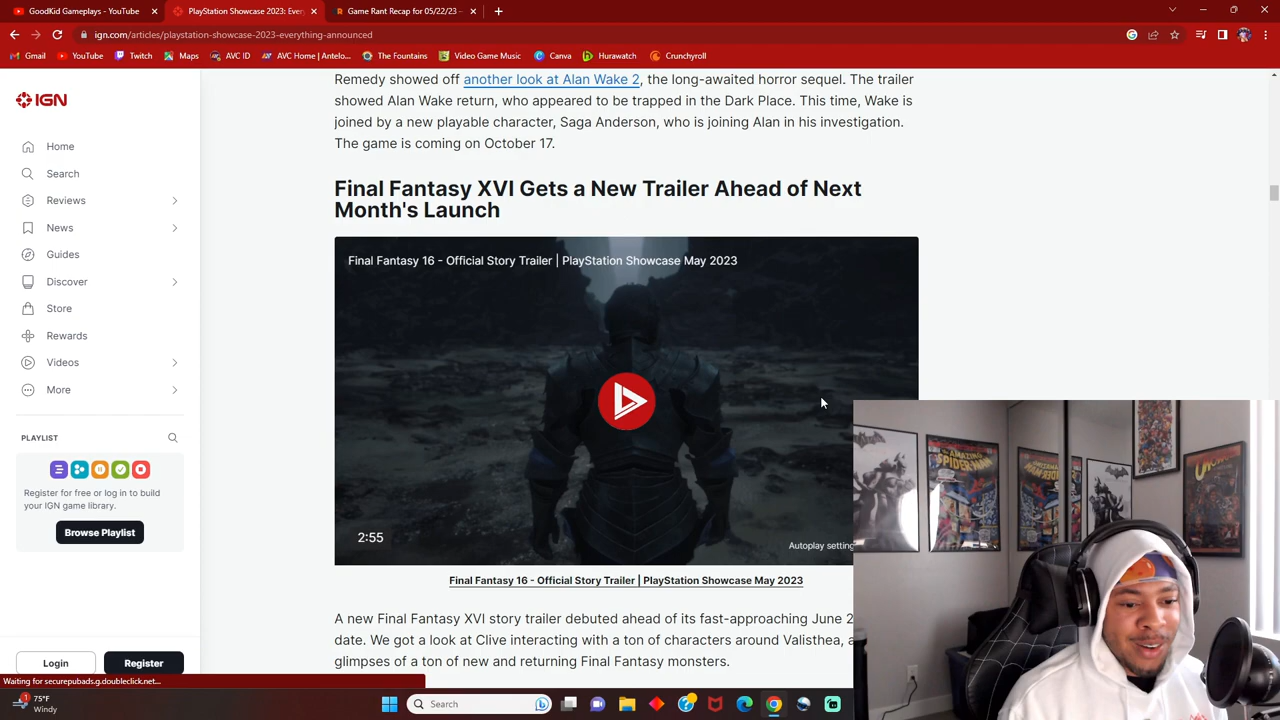 GoodKid Gameplays - YouTube
PlayStation Showcase 2023: Ever
Game Rant Recap for 05/22/23 -
ign.com/articles/playstation-showcase-2023-everything-announced
Gmail
YouTube
Twitch
Maps
AVC ID
AVC Home | Antelo...
The Fountains
Video Game Music
Canva
Hurawatch
Crunchyroll
IGN
Home
Search
Reviews
News
Guides
Discover
Store
Rewards
Videos
More
PLAYLIST
Register for free or log in to build
your IGN game library.
Browse Playlist
Login
Register
Remedy showed off another look at Alan Wake 2, the long-awaited horror sequel. The trailer
showed Alan Wake return, who appeared to be trapped in the Dark Place. This time, Wake is
joined by a new playable character, Saga Anderson, who is joining Alan in his investigation.
The game is coming on October 17.
Final Fantasy XVI Gets a New Trailer Ahead of Next
Month's Launch
Final Fantasy 16 - Official Story Trailer | PlayStation Showcase May 2023
2:55
Autoplay setting
Final Fantasy 16 - Official Story Trailer | PlayStation Showcase May 2023
A new Final Fantasy XVI story trailer debuted ahead of its fast-approaching June 2
date. We got a look at Clive interacting with a ton of characters around Valisthea, a
glimpses of a ton of new and returning Final Fantasy monsters.
THE AMAZING
SPIDER-MAN
Waiting for securepubads.g.doubleclick.net...
1
75°F
Windy
Search